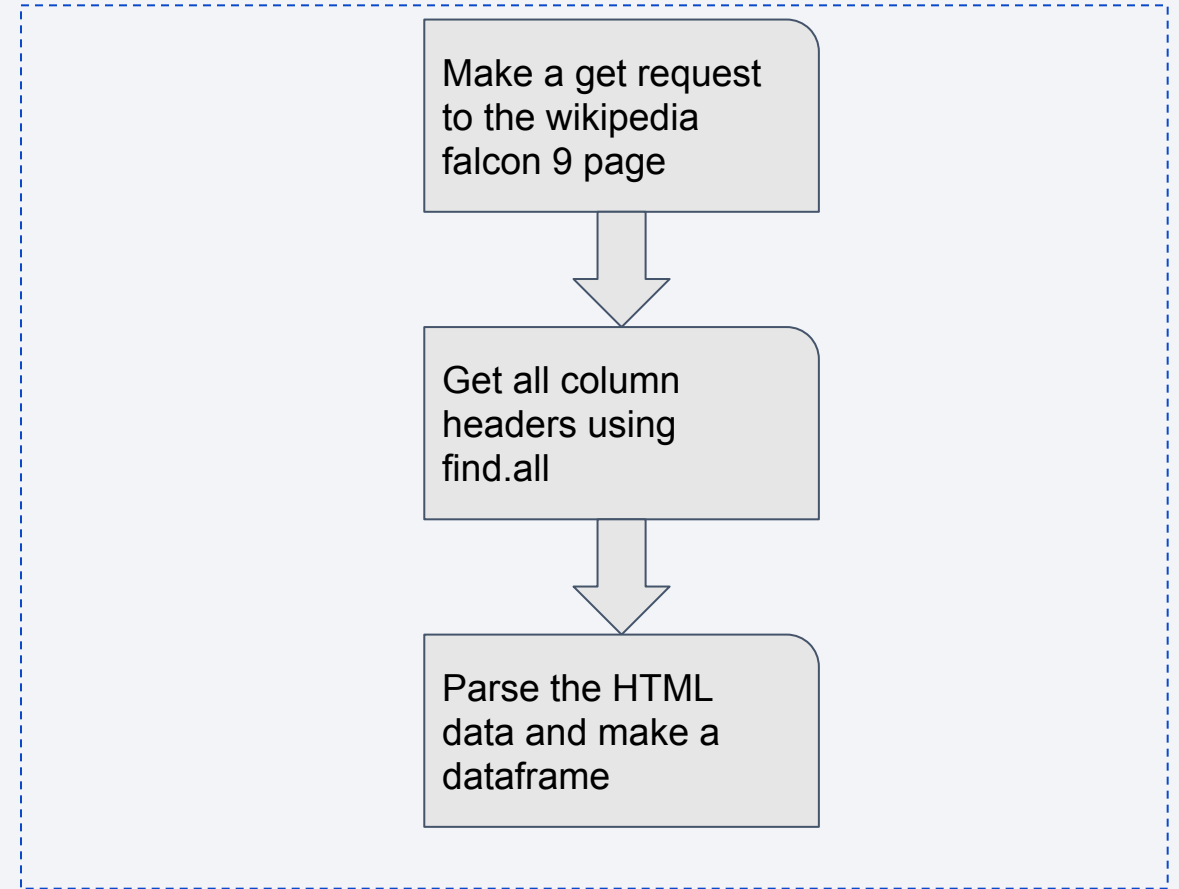 Make a get request
to the wikipedia
falcon 9 page
Get all column
headers using
find.all
Parse the HTML
data and make a
dataframe